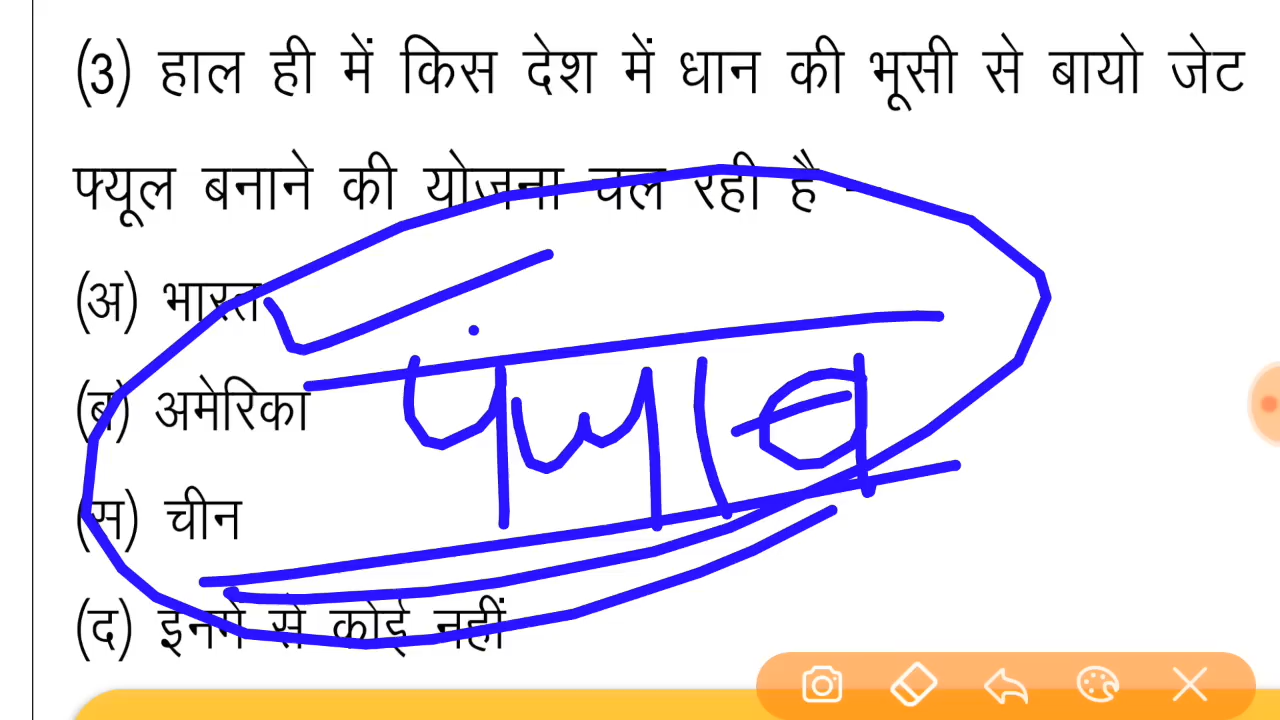 (3) हाल ही में किस देश में धान की भूसी से बायो जेट
फ्यूल बनाने की योजना चल रही है -
(अ) भारत
(ब) अमेरिका
पंजाब
(स) चीन
(द) इनमे से कोई नहीं